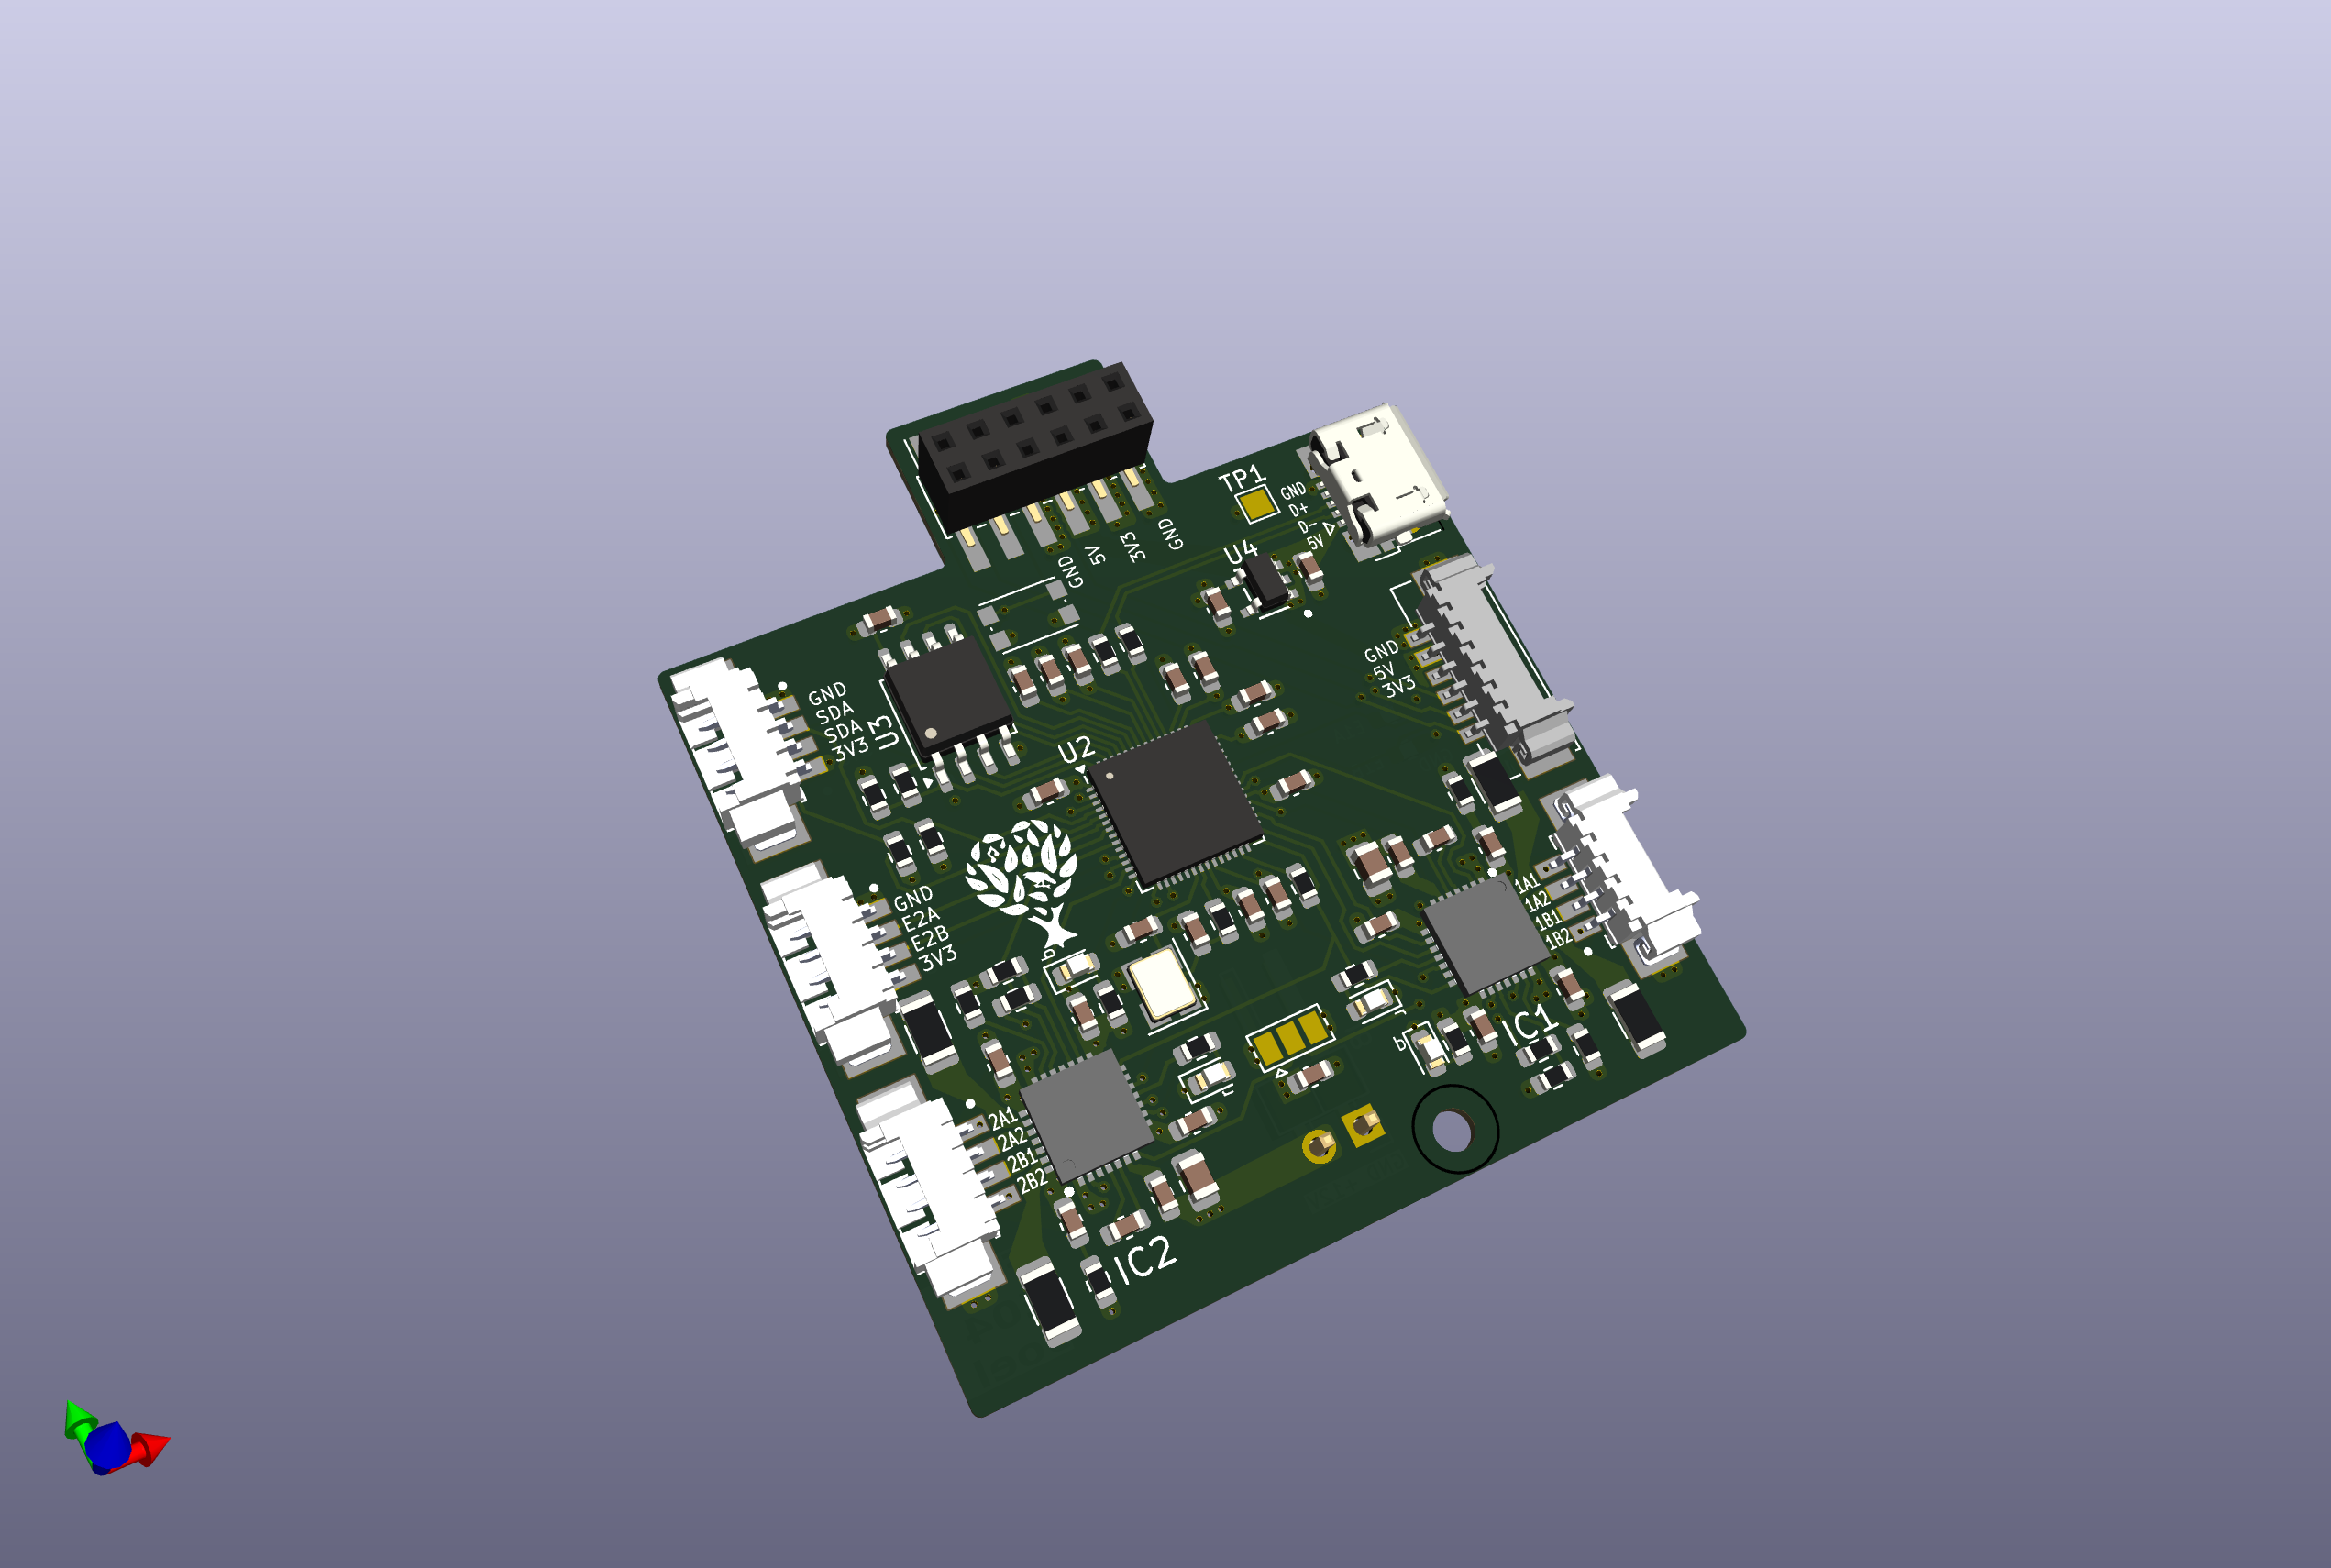 TP1
GND
D+
D-
5V
GND
5V
3V3
GND
U4
GND
5V
3V3
GND
SDA
SDA
3V3
U3
U2
GND
E2A
E2B
3V3
b
1A1
1A2
1B1
1B2
r
b
IC1
r
2A1
2A2
2B1
2B2
IC2